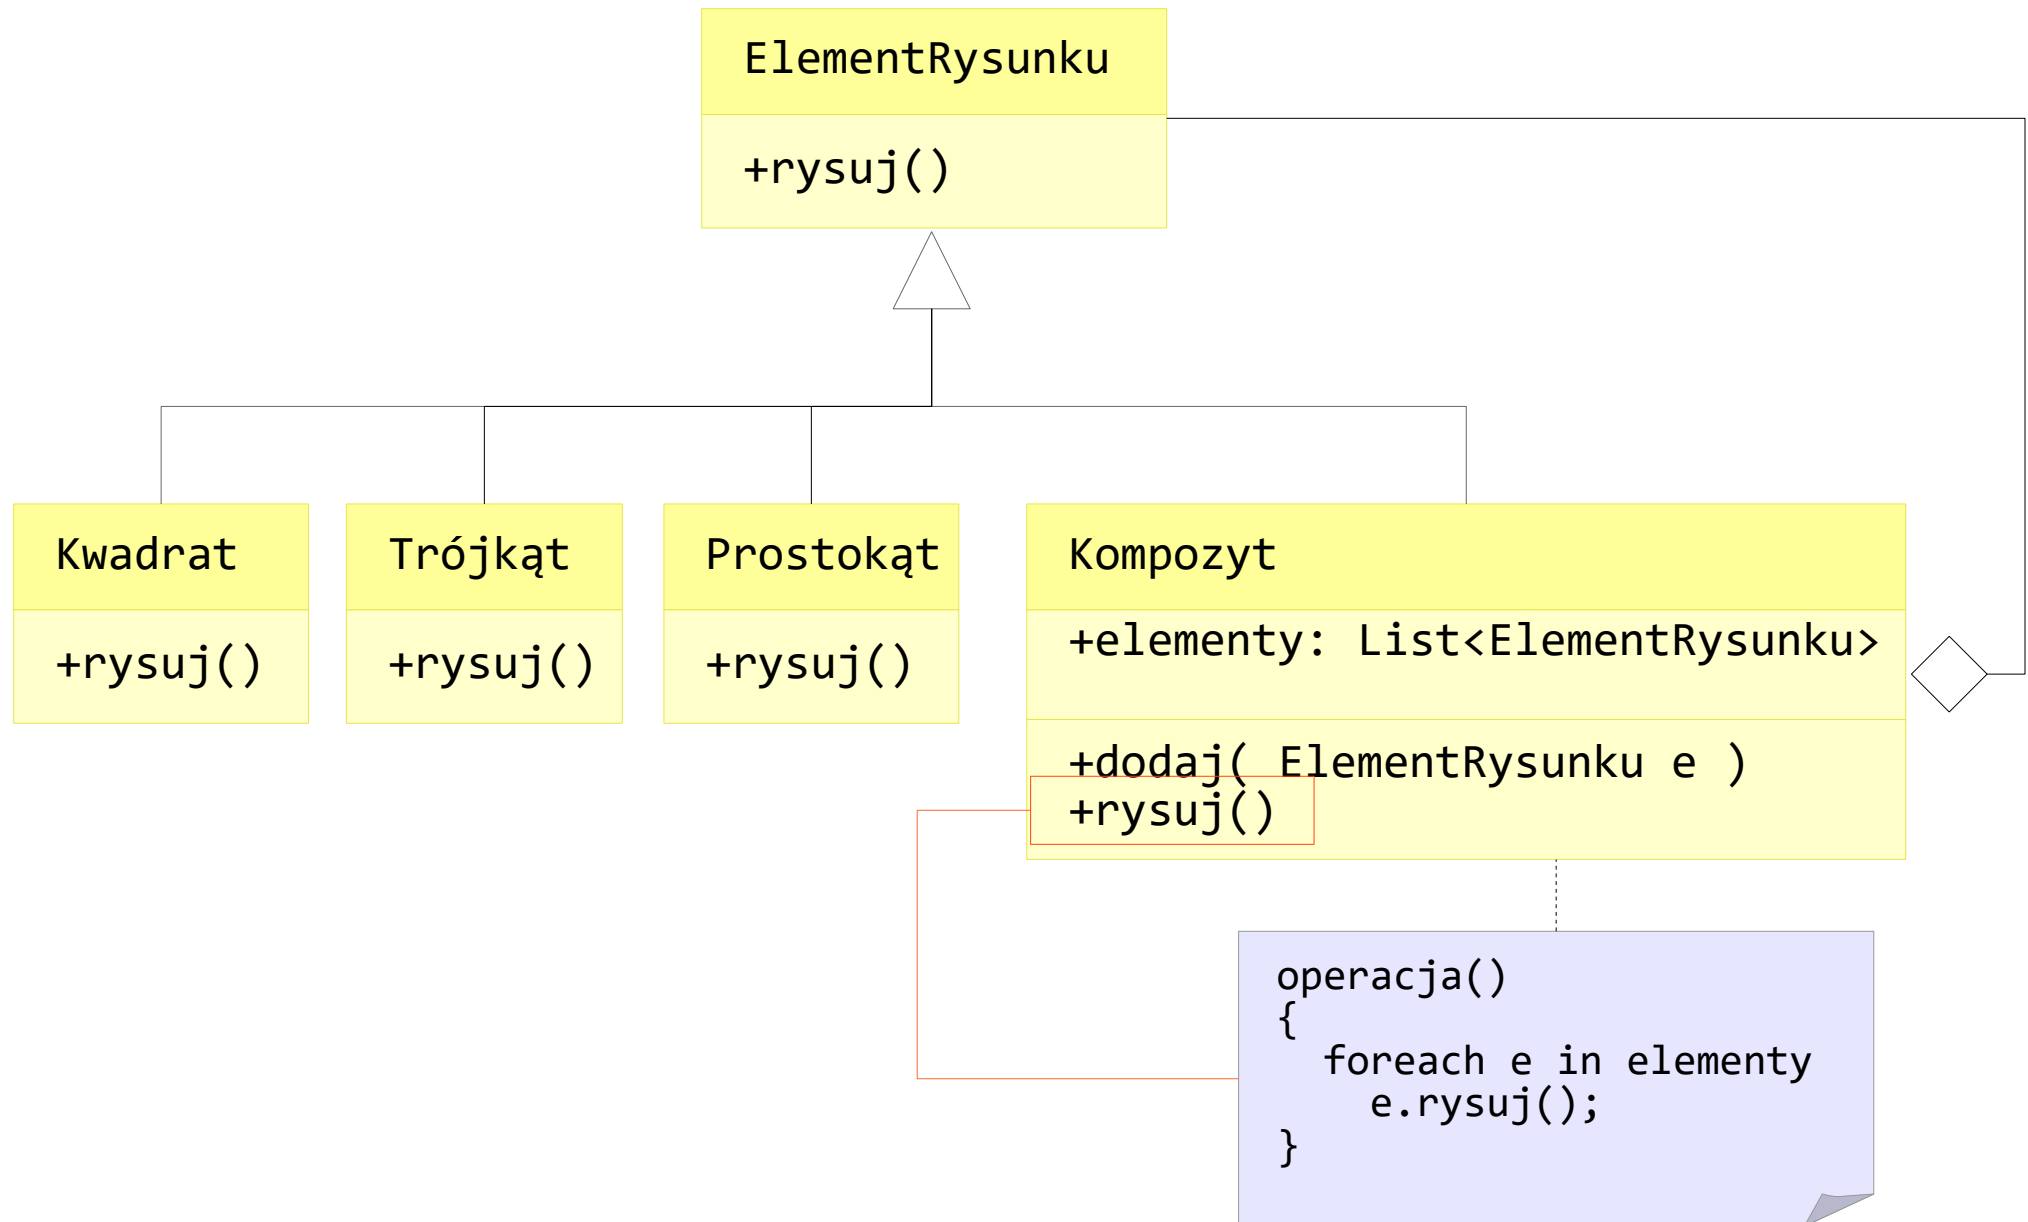 ElementRysunku
+rysuj()
Kwadrat
+rysuj()
Trójkąt
+rysuj()
Prostokąt
+rysuj()
Kompozyt
+elementy: List<ElementRysunku>
+dodaj( ElementRysunku e )
+rysuj()
operacja()
{
foreach e in elementy
e.rysuj();
}